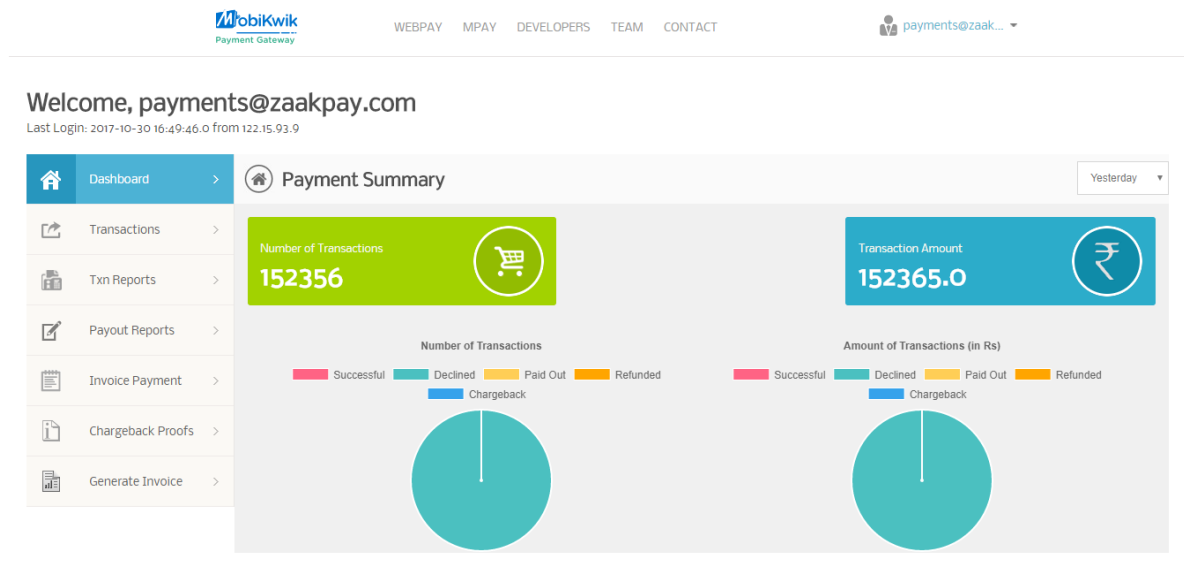 MobiKwik
Payment Gateway
WEBPAY MPAY DEVELOPERS TEAM CONTACT
payments@zaak...
Welcome, payments@zaakpay.com
Last Login: 2017-10-30 16:49:46.0 from 122.15.93.9
Dashboard
Transactions
Txn Reports
Payout Reports
Invoice Payment
Chargeback Proofs
Generate Invoice
Payment Summary
Yesterday
Number of Transactions
152356
Transaction Amount
152365.0
Number of Transactions
Successful Declined Paid Out Refunded
Chargeback
Amount of Transactions (in Rs)
Successful Declined Paid Out Refunded
Chargeback